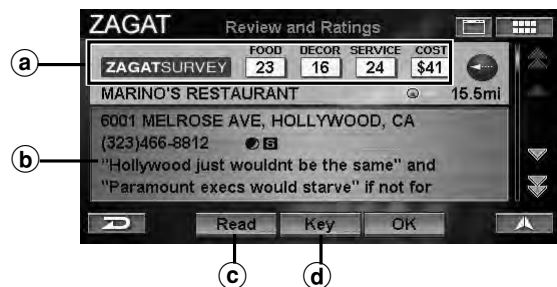 ZAGAT Review and Ratings
FOOD DECOR SERVICE COST
ZAGATSURVEY 23 16 24 $41
MARINO'S RESTAURANT 15.5mi
6001 MELROSE AVE, HOLLYWOOD, CA
(323)466-8812 S
"Hollywood just wouldnt be the same" and
"Paramount execs would starve" if not for
Read Key OK
a
b
c
d